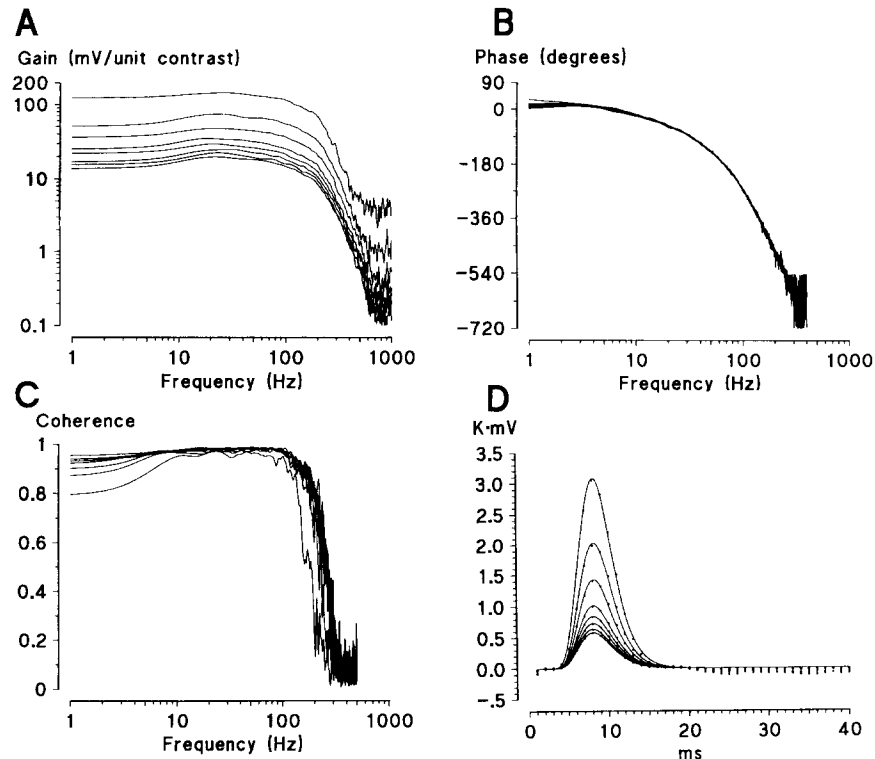 A
Gain (mV/unit contrast)
200
100
10
1
0.1
1 10 100 1000
Frequency (Hz)
B
Phase (degrees)
90
0
-180
-360
-540
-720
1 10 100 1000
Frequency (Hz)
C
Coherence
1
0.8
0.6
0.4
0.2
0
1 10 100 1000
Frequency (Hz)
D
K-mV
3.5
3.0
2.5
2.0
1.5
1.0
0.5
0.0
-.5
0 10 20 30 40
ms